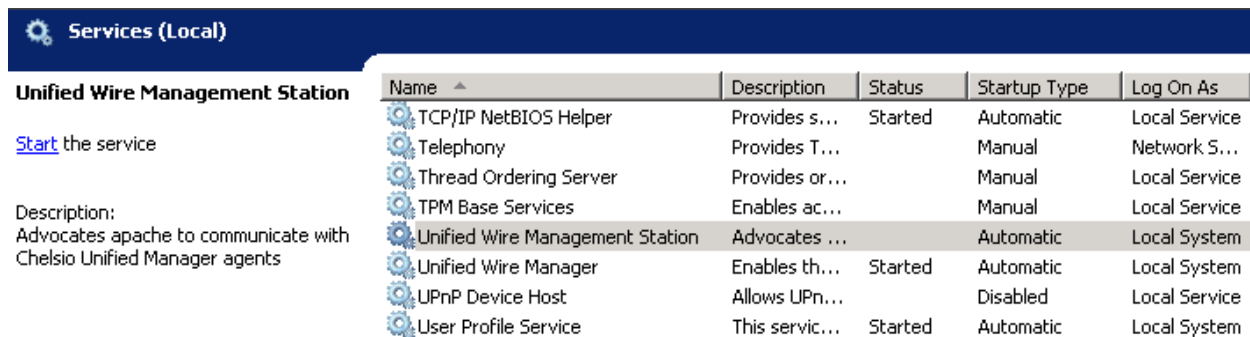 Services (Local)
Unified Wire Management Station
Start the service
Description:
Advocates apache to communicate with
Chelsio Unified Manager agents
Name Description Status Startup Type Log On As
TCP/IP NetBIOS Helper Provides s... Started Automatic Local Service
Telephony Provides T... Manual Network S...
Thread Ordering Server Provides or... Manual Local Service
TPM Base Services Enables ac... Manual Local Service
Unified Wire Management Station Advocates ... Automatic Local System
Unified Wire Manager Enables th... Started Automatic Local System
UPnP Device Host Allows UPn... Disabled Local Service
User Profile Service This servic... Started Automatic Local System